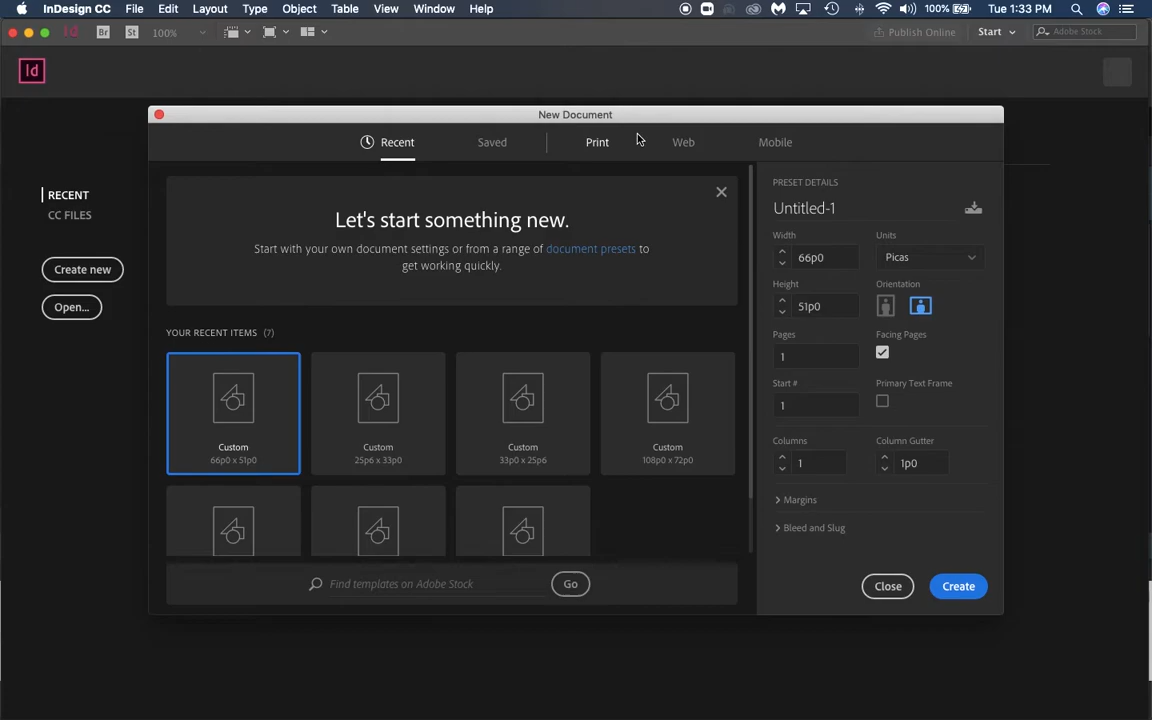 InDesign CC File Edit Layout Type Object Table View Window Help 100% Tue 1:33 PM
Id Br St 100% Publish Online Start Adobe Stock
Id
New Document
Recent Saved Print Web Mobile
RECENT
CC FILES
Create new
Open...
Let's start something new.
Start with your own document settings or from a range of document presets to
get working quickly.
YOUR RECENT ITEMS (7)
Custom
66p0 x 51p0
Custom
25p6 x 33p0
Custom
33p0 x 25p6
Custom
108p0 x 72p0
Find templates on Adobe Stock Go
PRESET DETAILS
Untitled-1
Width Units
66p0 Picas
Height Orientation
51p0
Pages Facing Pages
1
Start # Primary Text Frame
1
Columns Column Gutter
1 1p0
Margins
Bleed and Slug
Close Create